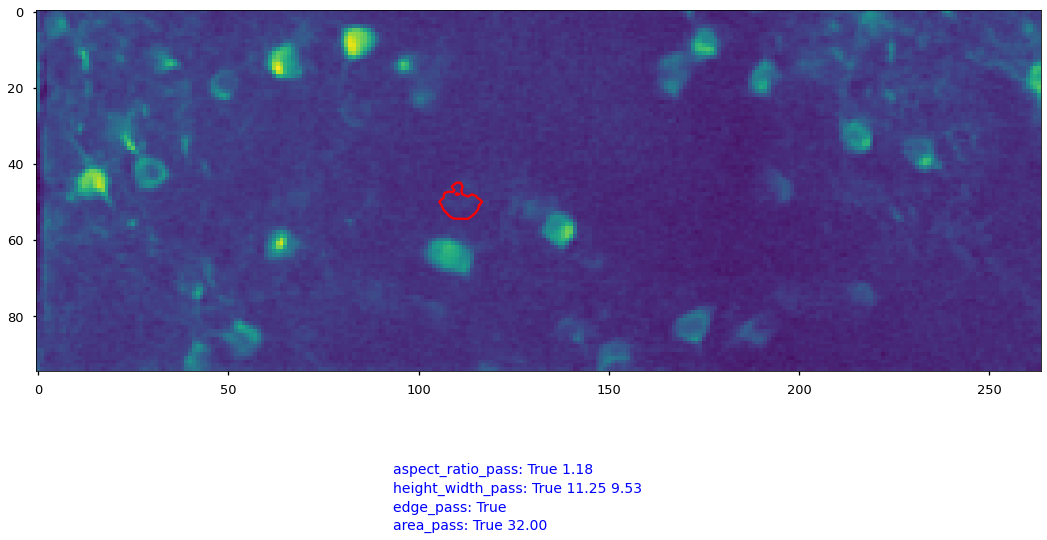 0
20
40
60
80
0 50 100 150 200 250
aspect_ratio_pass: True 1.18
height_width_pass: True 11.25 9.53
edge_pass: True
area_pass: True 32.00